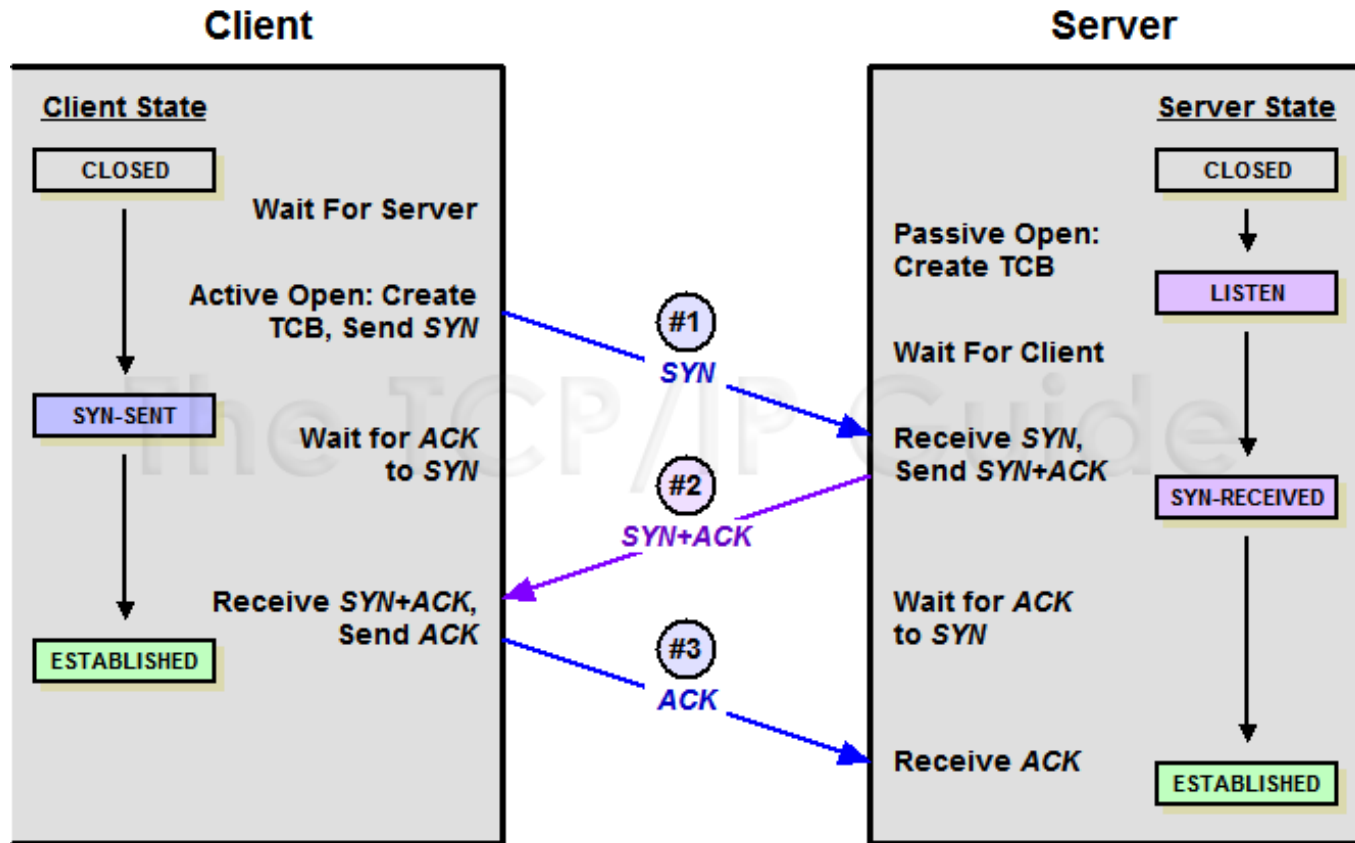 Client
Server
Client State
CLOSED
Wait For Server
Active Open: Create
TCB, Send SYN
SYN-SENT
Wait for ACK
to SYN
Receive SYN+ACK,
Send ACK
ESTABLISHED
#1
SYN
#2
SYN+ACK
#3
ACK
Server State
CLOSED
Passive Open:
Create TCB
LISTEN
Wait For Client
Receive SYN,
Send SYN+ACK
SYN-RECEIVED
Wait for ACK
to SYN
Receive ACK
ESTABLISHED
The TCP/IP Guide